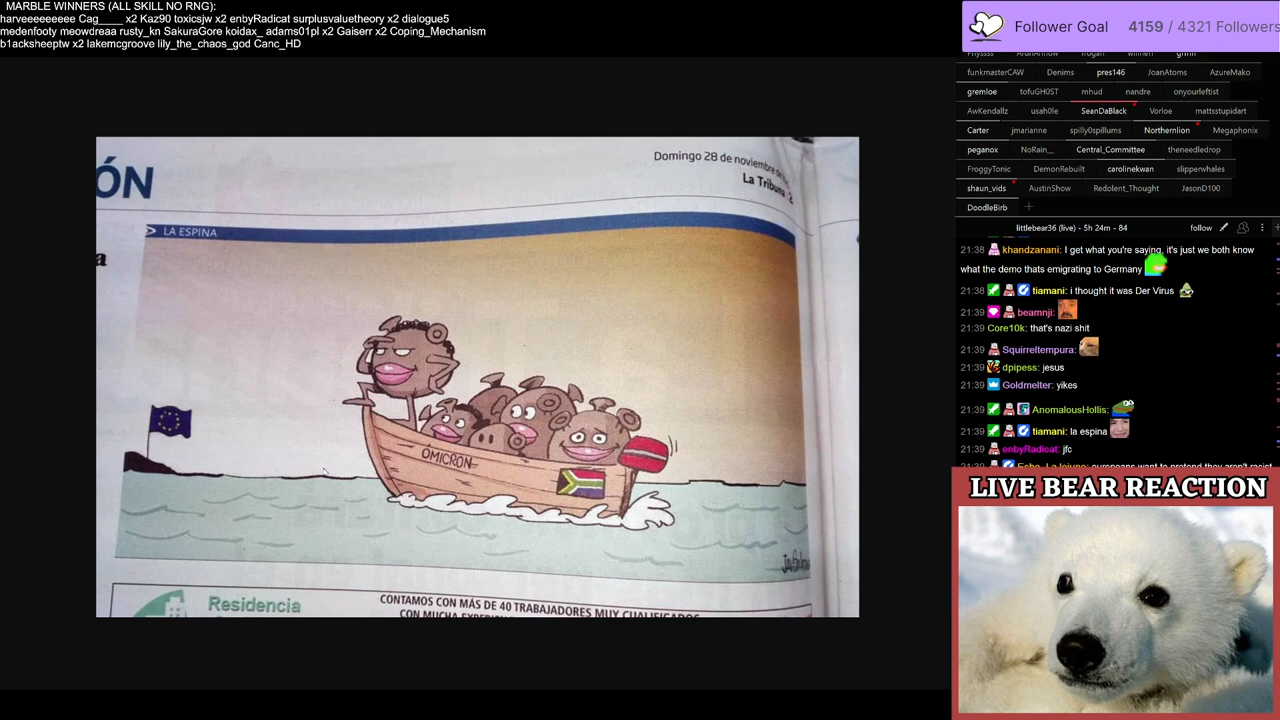 MARBLE WINNERS (ALL SKILL NO RNG):
harveeeeeeeee Cag____ x2 Kaz90 toxicsjw x2 enbyRadicat surplusvaluetheory x2 dialogue5
medenfooty meowdreaa rusty_kn SakuraGore koidax_ adams01pl x2 Gaiserr x2 Coping_Mechanism
b1acksheeptw x2 lakemcgroove lily_the_chaos_god Canc_HD
Follower Goal 4159 / 4321 Followers
funkmasterCAW Denims pres146 JoanAtoms AzureMako
gremloe tofuGH0ST mhud nandre onyourleftist
AwKendallz usah0le SeanDaBlack Vorloe mattsstupidart
Carter jmarianne spilly0spillums Northernlion Megaphonix
peganox NoRain__ Central_Committee theneedledrop
FroggyTonic DemonRebuilt carolinekwan slipperwhales
shaun_vids AustinShow Redolent_Thought JasonD100
DoodleBirb
littlebear36 (live) - 5h 24m - 84 follow
21:38 khandzanani: I get what you're saying, it's just we both know
what the demo thats emigrating to Germany
21:38 tiamani: i thought it was Der Virus
21:39 beamnji:
21:39 Core10k: that's nazi shit
21:39 Squirreltempura:
21:39 dpipess: jesus
21:39 Goldmelter: yikes
21:39 AnomalousHollis:
21:39 tiamani: la espina
21:39 enbyRadicat: jfc
LIVE BEAR REACTION
ÓN
Domingo 28 de noviembre de
La Tribuna 2
a
LA ESPINA
OMICRON
Residencia
CONTAMOS CON MÁS DE 40 TRABAJADORES MUY CUALIFICADOS
CON MUCHA